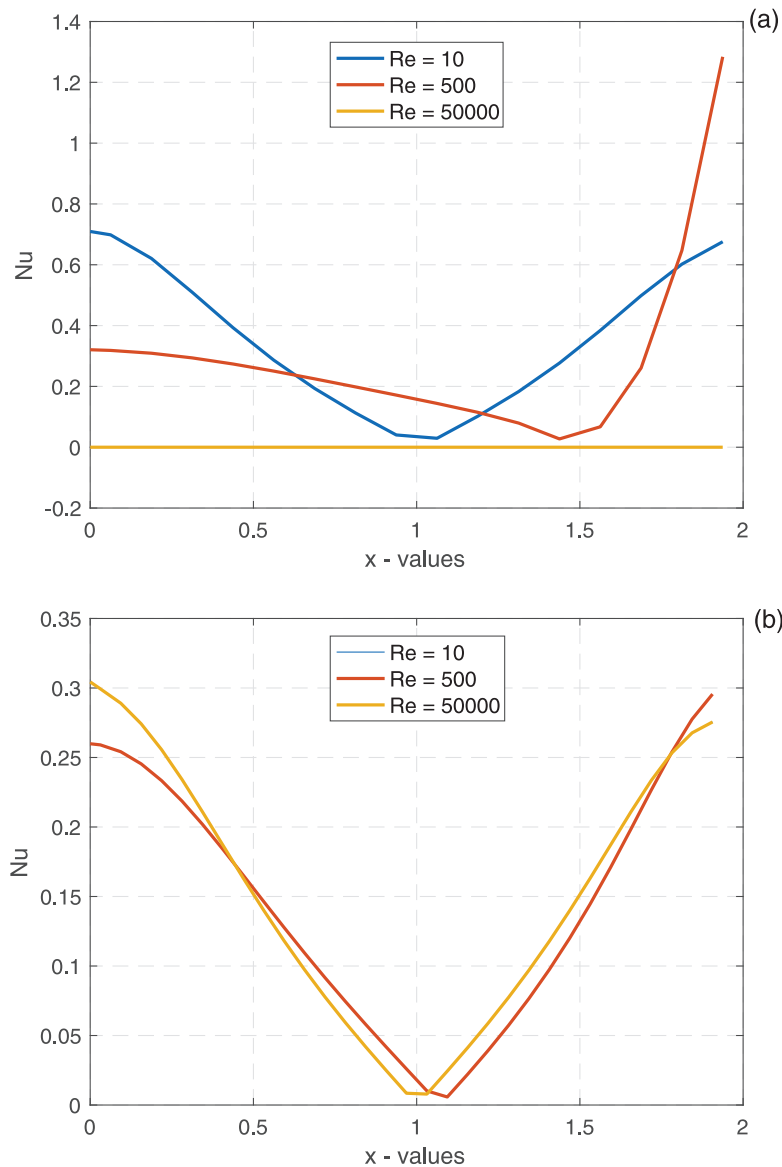 (a)
1.4
1.2
1
0.8
0.6
0.4
0.2
0
-0.2
Nu
Re = 10
Re = 500
Re = 50000
0 0.5 1 1.5 2
x - values
(b)
0.35
0.3
0.25
0.2
0.15
0.1
0.05
0
Nu
Re = 10
Re = 500
Re = 50000
0 0.5 1 1.5 2
x - values